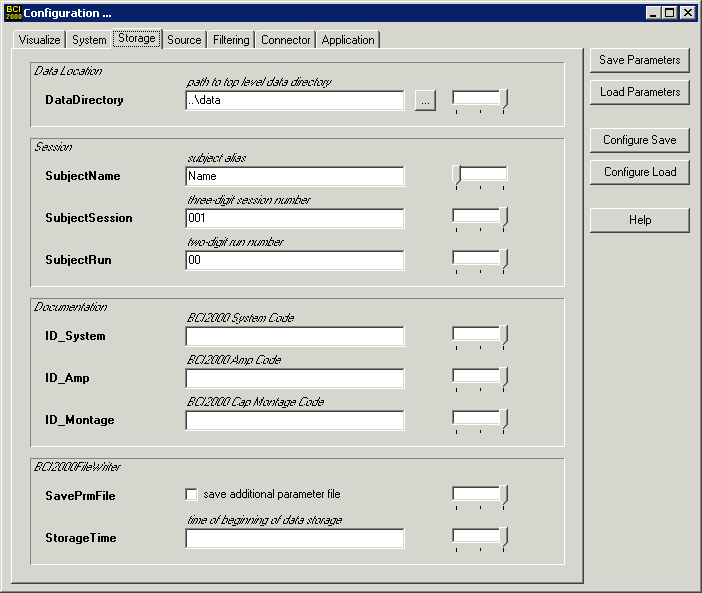 BCI
2000
Configuration ...
Visualize System Storage Source Filtering Connector Application
Save Parameters
Load Parameters
Configure Save
Configure Load
Help
Data Location
path to top level data directory
DataDirectory ..\data ...
Session
subject alias
SubjectName Name
three-digit session number
SubjectSession 001
two-digit run number
SubjectRun 00
Documentation
BCI2000 System Code
ID_System
BCI2000 Amp Code
ID_Amp
BCI2000 Cap Montage Code
ID_Montage
BCI2000FileWriter
SavePrmFile save additional parameter file
time of beginning of data storage
StorageTime